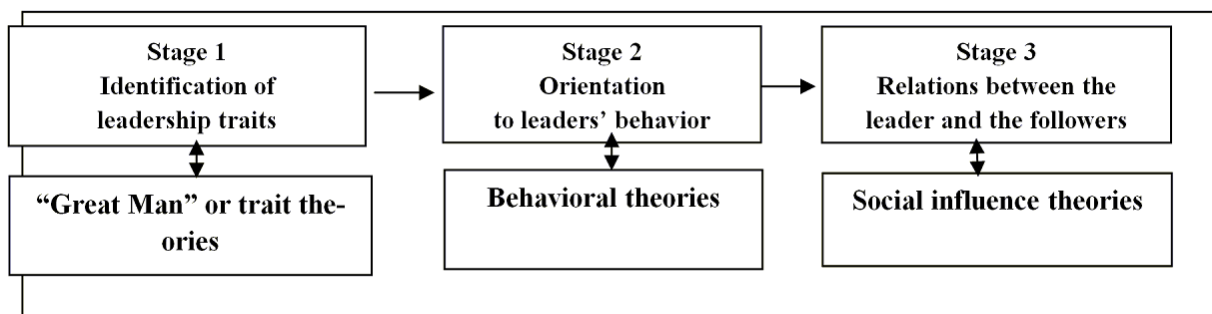 Stage 1
Identification of
leadership traits
Stage 2
Orientation
to leaders’ behavior
Stage 3
Relations between the
leader and the followers
“Great Man” or trait the-
ories
Behavioral theories
Social influence theories